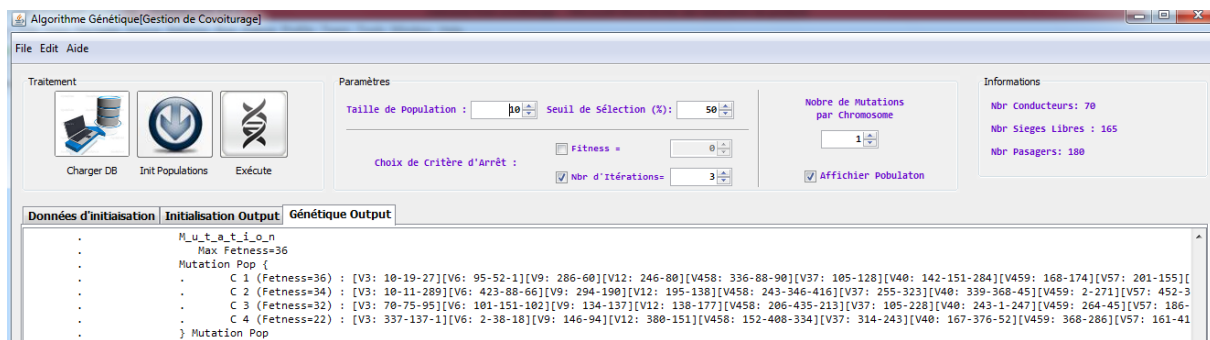 Algorithme Génétique[Gestion de Covoiturage]
File Edit Aide
Traitement
Charger DB
Init Populations
Exécute
Paramètres
Taille de Population : 10 Seuil de Sélection (%): 50
Choix de Critère d'Arrêt :
Fitness = 0
Nbr d'Itérations= 3
Nobre de Mutations
par Chromosome
1
Affichier Pobulaton
Informations
Nbr Conducteurs: 70
Nbr Sieges Libres : 165
Nbr Pasagers: 180
Données d'initiaisation Initialisation Output Génétique Output
. M_u_t_a_t_i_o_n
. Max Fetness=36
. Mutation Pop {
. . C 1 (Fetness=36) : [V3: 10-19-27][V6: 95-52-1][V9: 286-60][V12: 246-80][V458: 336-88-90][V37: 105-128][V40: 142-151-284][V459: 168-174][V57: 201-155][
. . C 2 (Fetness=34) : [V3: 10-11-289][V6: 423-88-66][V9: 294-190][V12: 195-138][V458: 243-346-416][V37: 255-323][V40: 339-368-45][V459: 2-271][V57: 452-3
. . C 3 (Fetness=32) : [V3: 70-75-95][V6: 101-151-102][V9: 134-137][V12: 138-177][V458: 206-435-213][V37: 105-228][V40: 243-1-247][V459: 264-45][V57: 186-
. . C 4 (Fetness=22) : [V3: 337-137-1][V6: 2-38-18][V9: 146-94][V12: 380-151][V458: 152-408-334][V37: 314-243][V40: 167-376-52][V459: 368-286][V57: 161-41
. } Mutation Pop